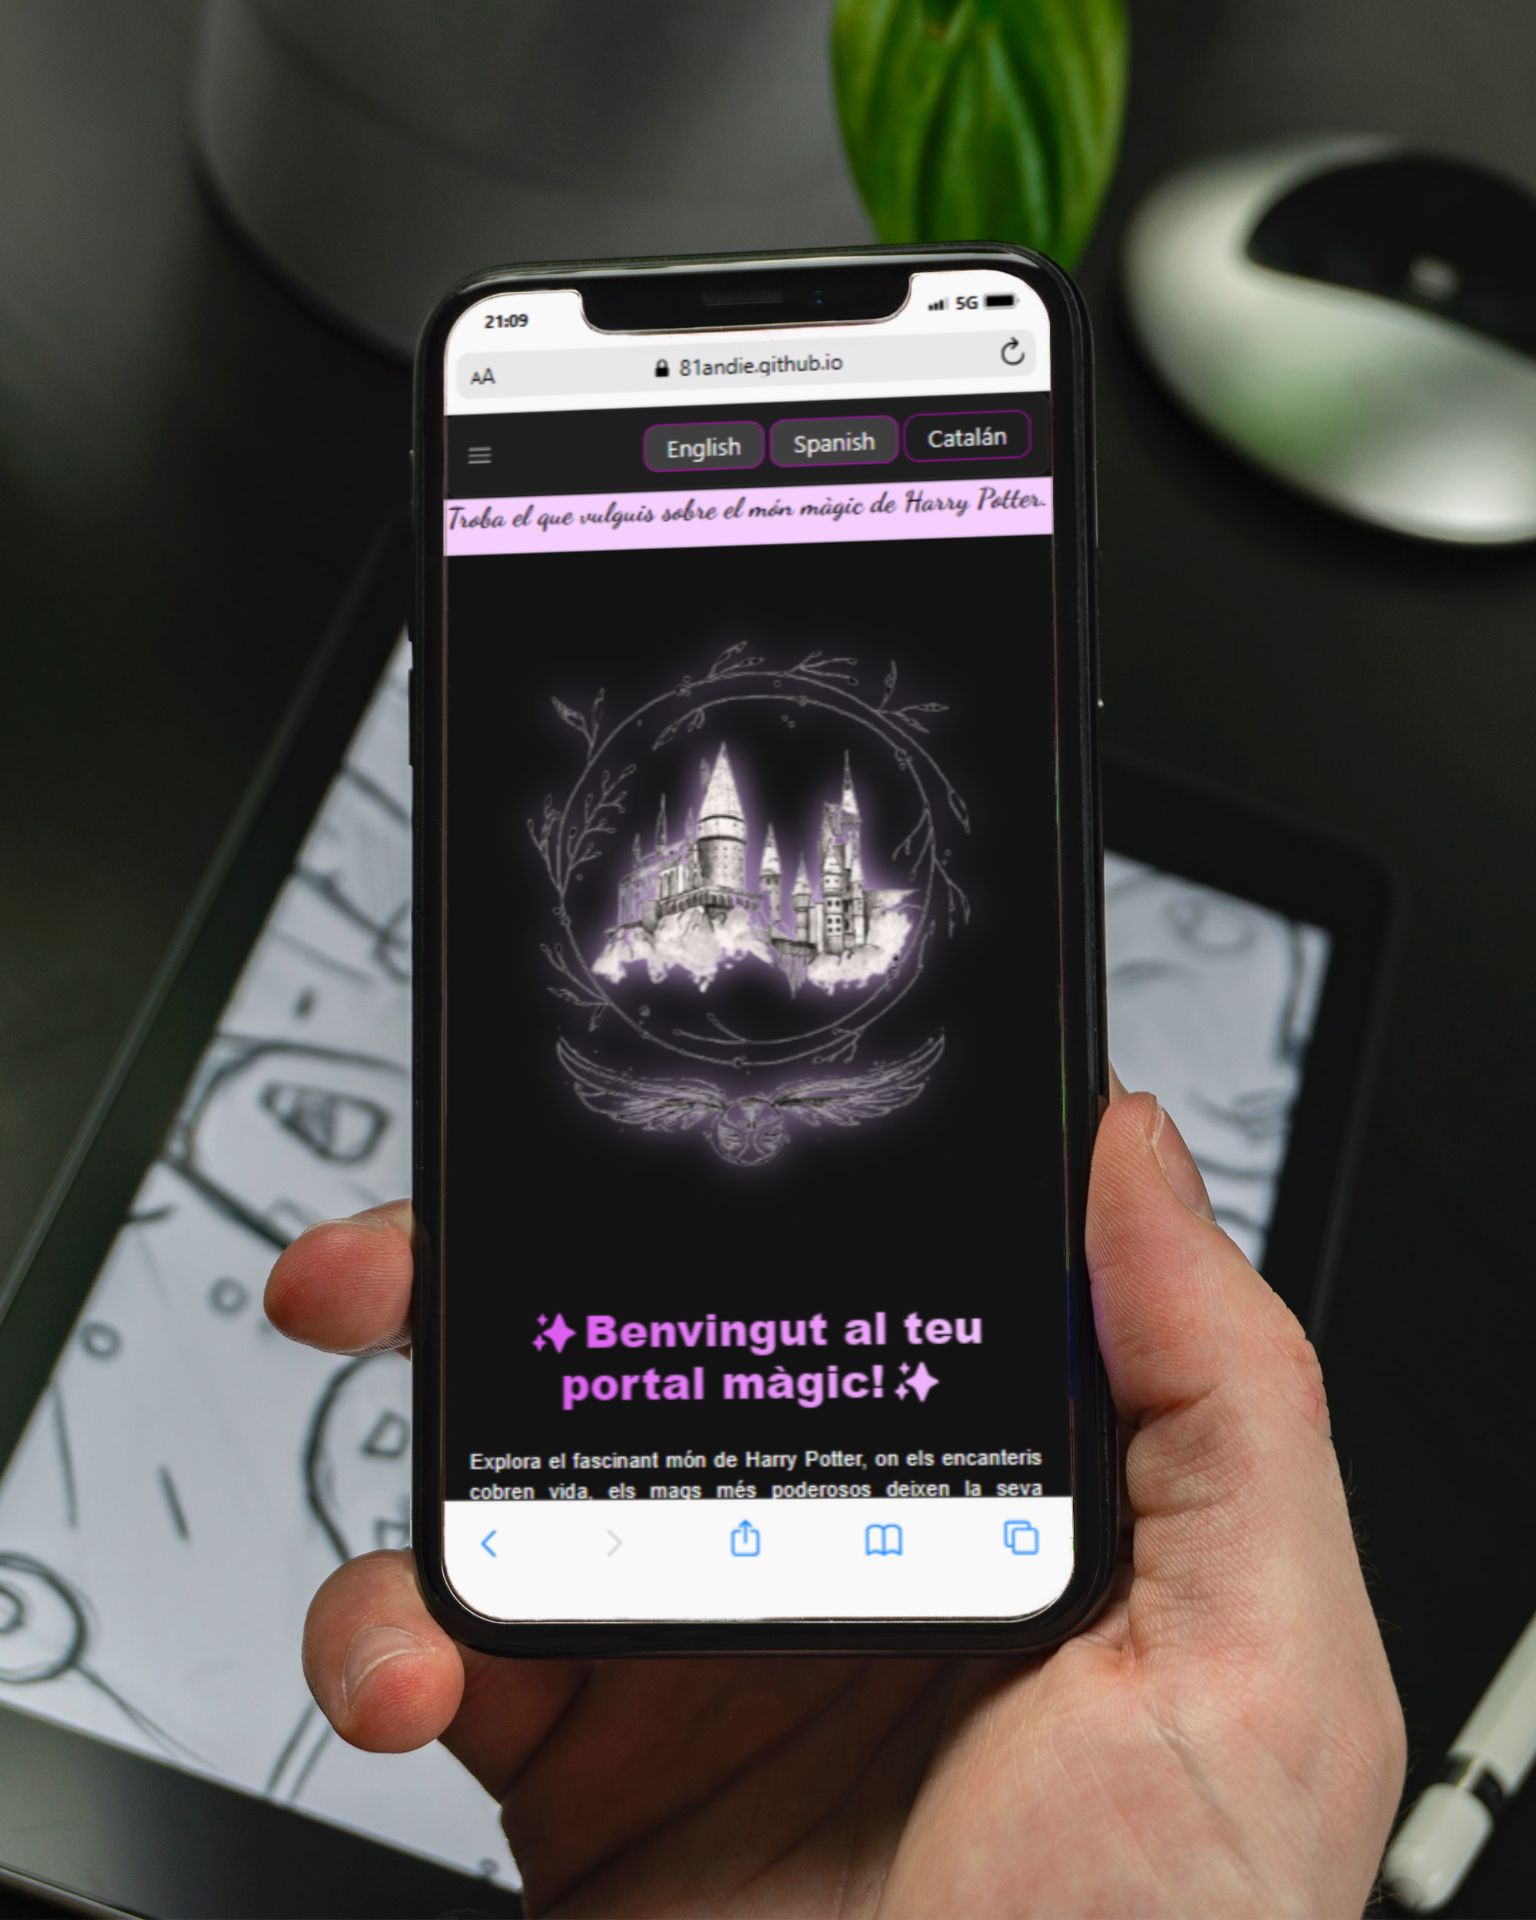 21:09
5G
AA
81andie.github.io
English
Spanish
Catalán
Troba el que vulguis sobre el món màgic de Harry Potter.
✨Benvingut al teu
portal màgic!✨
Explora el fascinant món de Harry Potter, on els encanteris
cobren vida, els mags més poderosos deixen la seva